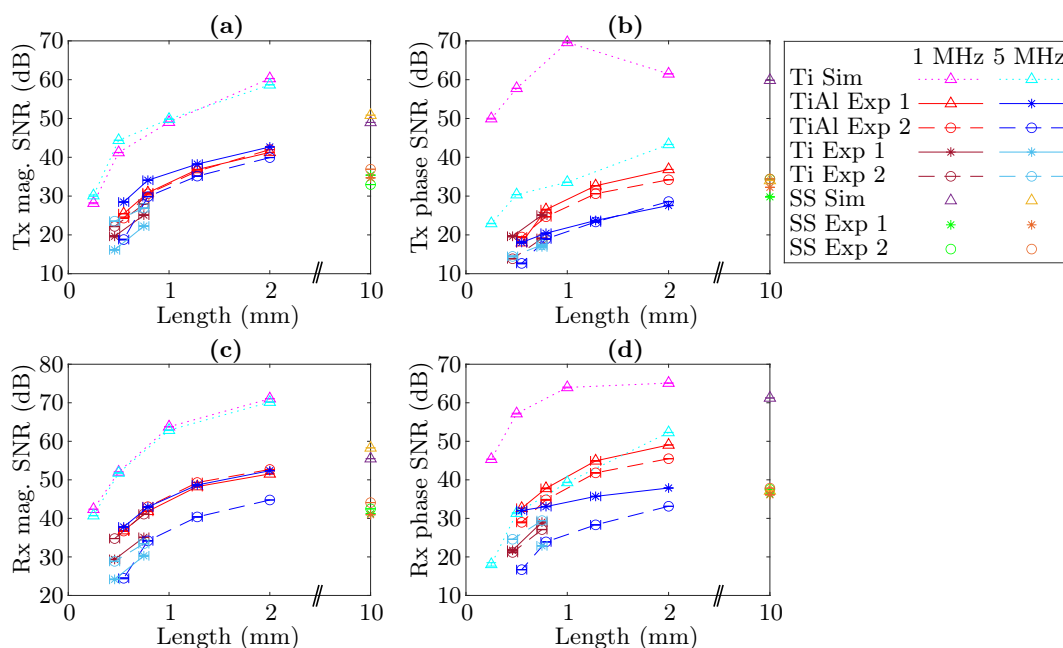 (a)
70
60
50
40
30
20
10
0 1 2 10
Length (mm)
Tx mag. SNR (dB)
(b)
70
60
50
40
30
20
10
0 1 2 10
Length (mm)
Tx phase SNR (dB)
1 MHz 5 MHz
Ti Sim
TiAl Exp 1
TiAl Exp 2
Ti Exp 1
Ti Exp 2
SS Sim
SS Exp 1
SS Exp 2
(c)
80
70
60
50
40
30
20
0 1 2 10
Length (mm)
Rx mag. SNR (dB)
(d)
70
60
50
40
30
20
10
0 1 2 10
Length (mm)
Rx phase SNR (dB)